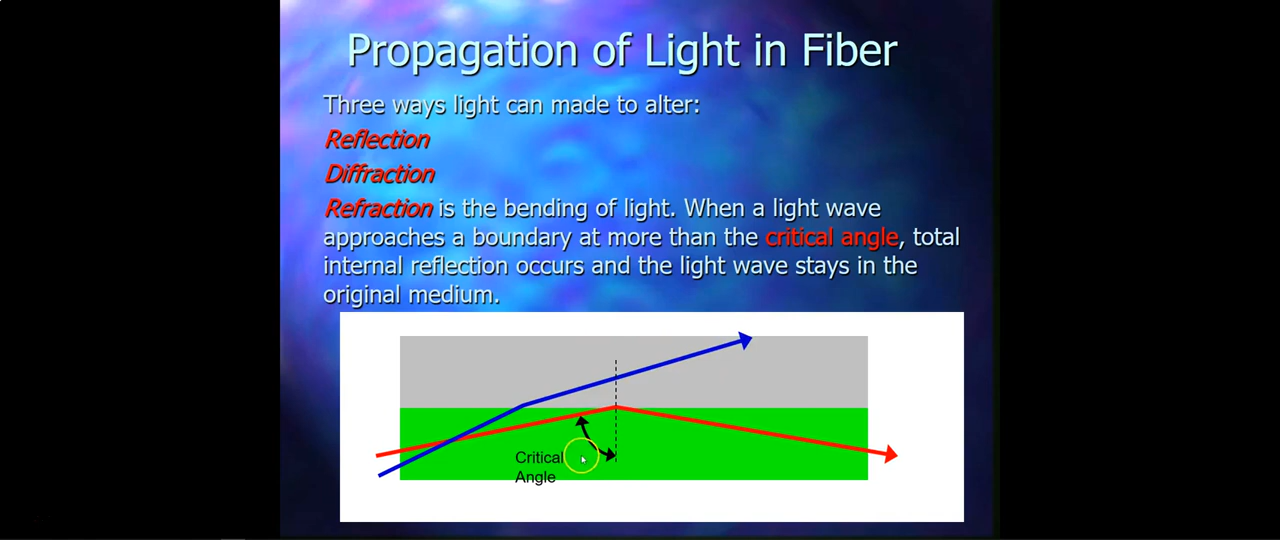 Propagation of Light in Fiber
Three ways light can made to alter:
Reflection
Diffraction
Refraction is the bending of light. When a light wave
approaches a boundary at more than the critical angle, total
internal reflection occurs and the light wave stays in the
original medium.
Critical
Angle